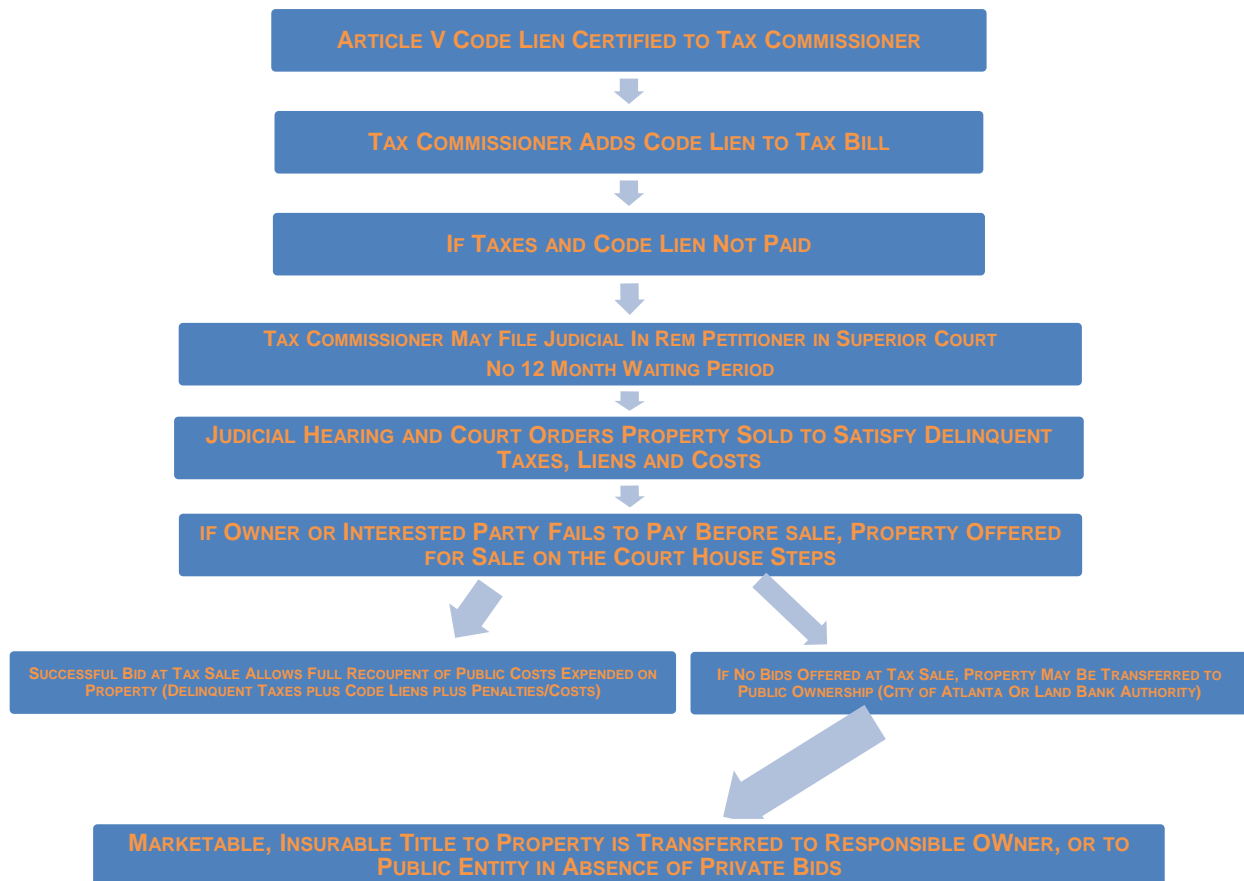 Article V Code Lien Certified to Tax Commissioner
Tax Commissioner Adds Code Lien to Tax Bill
If Taxes and Code Lien Not Paid
Tax Commissioner May File Judicial In Rem Petitioner in Superior Court
No 12 Month Waiting Period
Judicial Hearing and Court Orders Property Sold to Satisfy Delinquent
Taxes, Liens and Costs
if Owner or Interested Party Fails to Pay Before sale, Property Offered
for Sale on the Court House Steps
Successful Bid at Tax Sale Allows Full Recoupent of Public Costs Expended on
Property (Delinquent Taxes plus Code Liens plus Penalties/Costs)
If No Bids Offered at Tax Sale, Property May Be Transferred to
Public Ownership (City of Atlanta Or Land Bank Authority)
Marketable, Insurable Title to Property is Transferred to Responsible OWner, or to
Public Entity in Absence of Private Bids